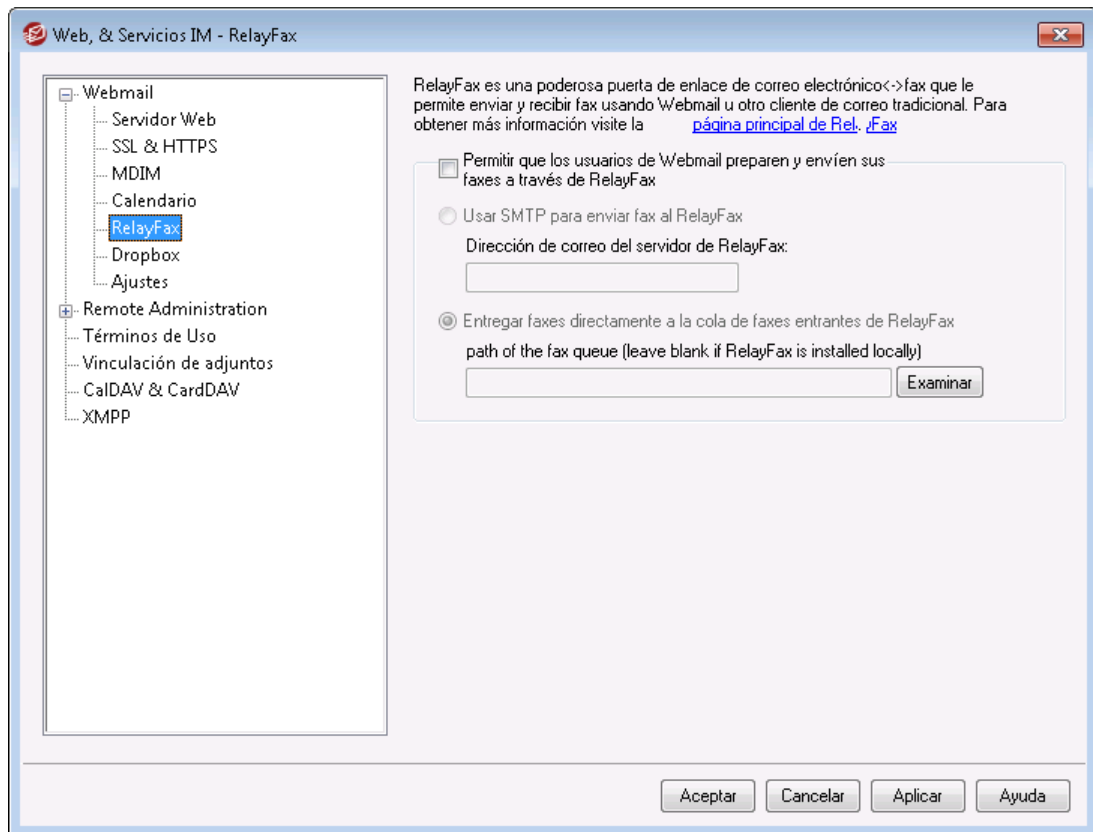 Web, & Servicios IM - RelayFax
Webmail
Servidor Web
SSL & HTTPS
MDIM
Calendario
RelayFax
Dropbox
Ajustes
Remote Administration
Términos de Uso
Vinculación de adjuntos
CalDAV & CardDAV
XMPP
RelayFax es una poderosa puerta de enlace de correo electrónico<->fax que le
permite enviar y recibir fax usando Webmail u otro cliente de correo tradicional. Para
obtener más información visite la página principal de Rel
Fax
Permitir que los usuarios de Webmail preparen y envíen sus
faxes a través de RelayFax
Usar SMTP para enviar fax al RelayFax
Dirección de correo del servidor de RelayFax:
Entregar faxes directamente a la cola de faxes entrantes de RelayFax
path of the fax queue (leave blank if RelayFax is installed locally)
Examinar
Aceptar
Cancelar
Aplicar
Ayuda